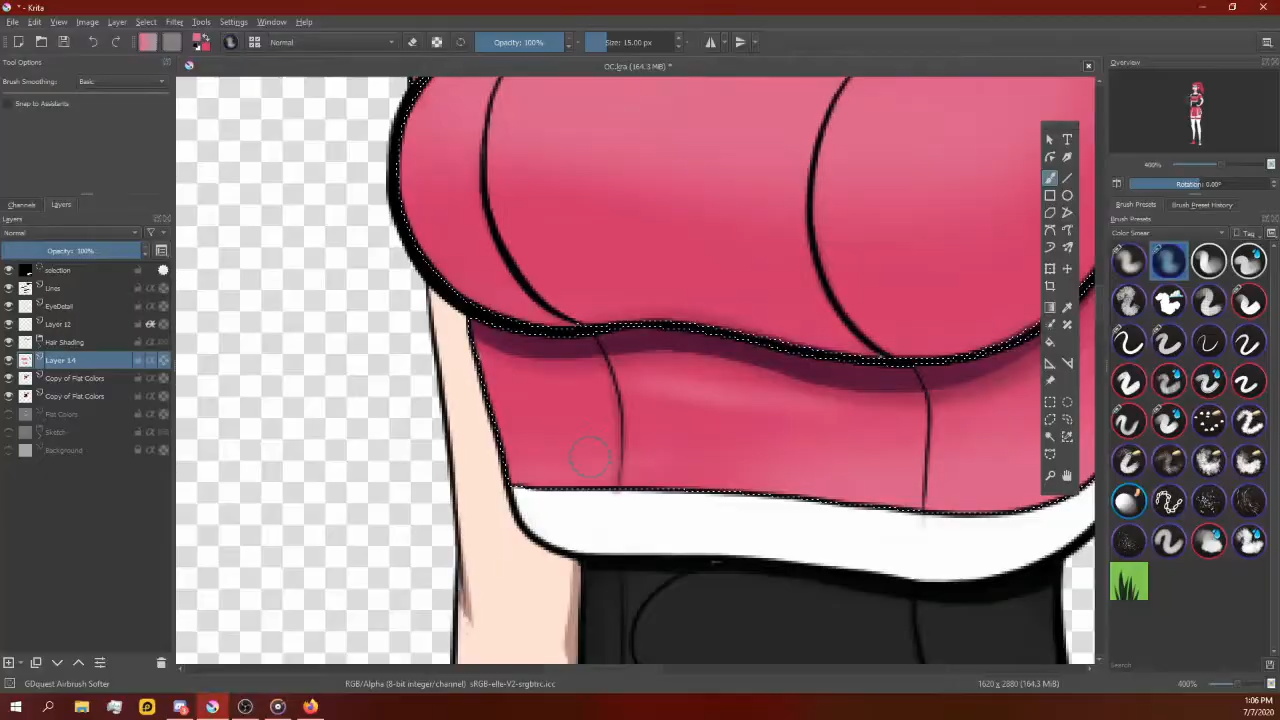 * - Krita
File Edit View Image Layer Select Filter Tools Settings Window Help
Normal Opacity: 100% Size: 15.00 px
Tool Options
OC.kra (164.3 MiB) *
Overview
Brush Smoothing: Basic
Snap to Assistants
400%
Rotation: 0.00°
Channels Layers
Brush Presets Brush Preset History
Layers
Brush Presets
Normal
Color Smear Tag
Opacity: 100%
selection
Lines
EyeDetail
Layer 12
Hair Shading
Layer 14
Copy of Flat Colors
Copy of Flat Colors
Flat Colors
Sketch
Background
Search
GDquest Airbrush Softer RGB/Alpha (8-bit integer/channel) sRGB-elle-V2-srgbtrc.icc 1620 x 2880 (164.3 MiB) 400%
1:06 PM
7/7/2020